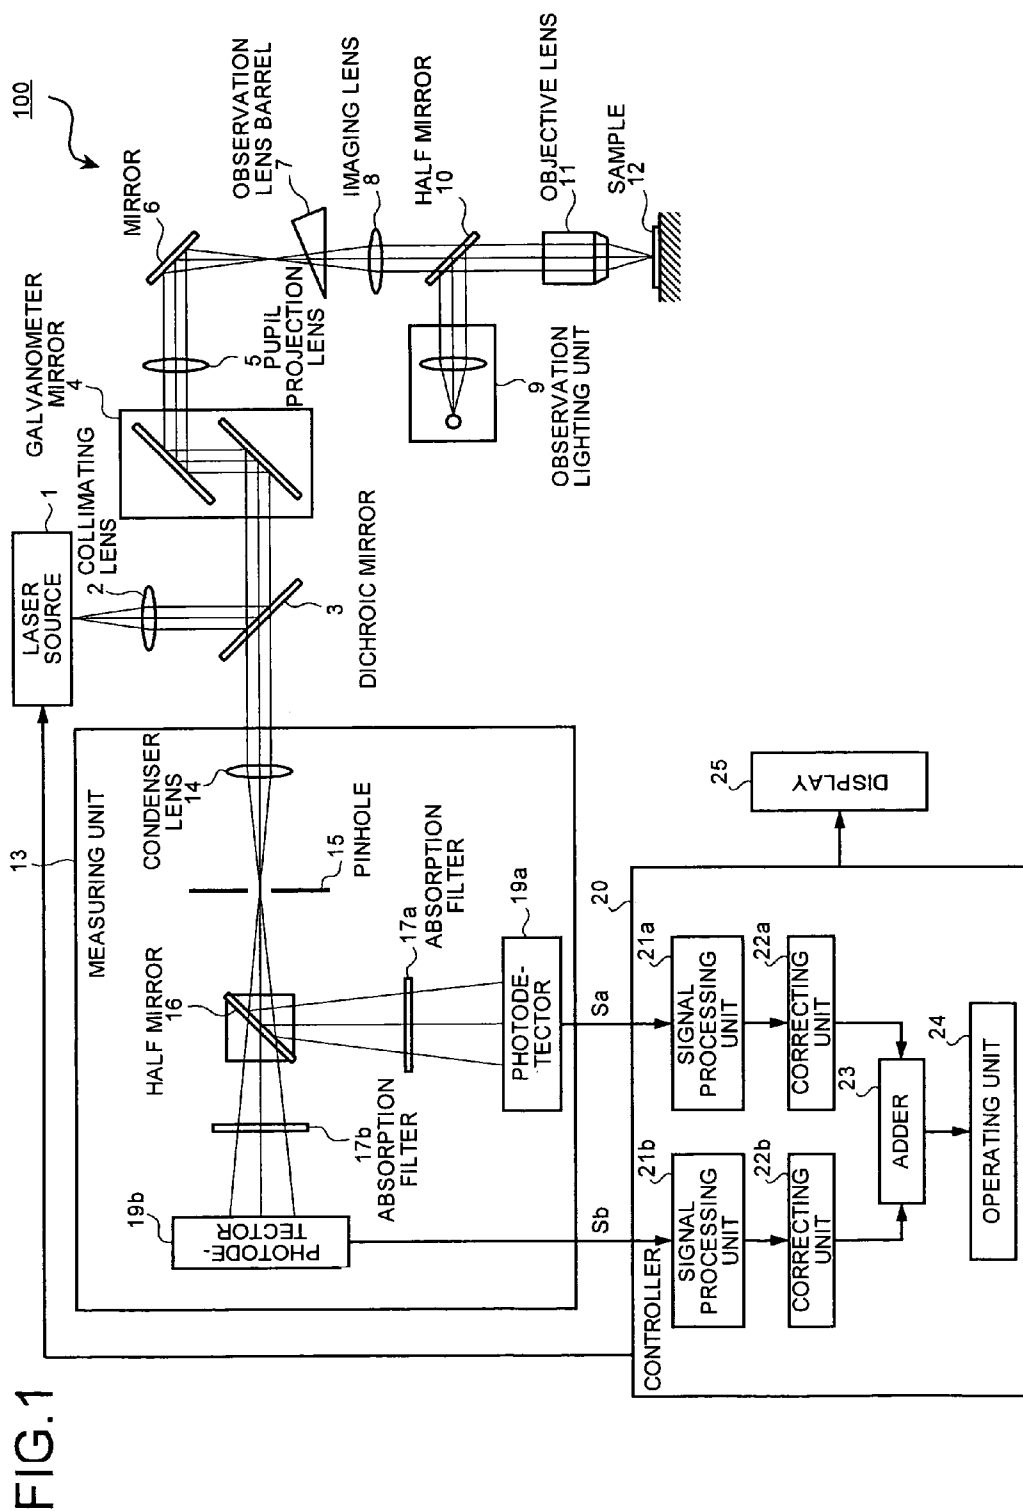 FIG.1
100
LASER
SOURCE
1
COLLIMATING
LENS
2
GALVANOMETER
MIRROR
4
MIRROR
6
5
PUPIL
PROJECTION
LENS
OBSERVATION
LENS BARREL
7
IMAGING LENS
8
HALF MIRROR
10
OBJECTIVE LENS
11
SAMPLE
12
9
OBSERVATION
LIGHTING UNIT
3
DICHROIC MIRROR
13
MEASURING UNIT
CONDENSER
LENS
14
15
PINHOLE
HALF MIRROR
16
17a
ABSORPTION
FILTER
17b
ABSORPTION
FILTER
19a
PHOTODE-
TECTOR
19b
PHOTODE-
TECTOR
Sa
Sb
20
CONTROLLER
21a
SIGNAL
PROCESSING
UNIT
22a
CORRECTING
UNIT
21b
SIGNAL
PROCESSING
UNIT
22b
CORRECTING
UNIT
23
ADDER
24
OPERATING UNIT
25
DISPLAY